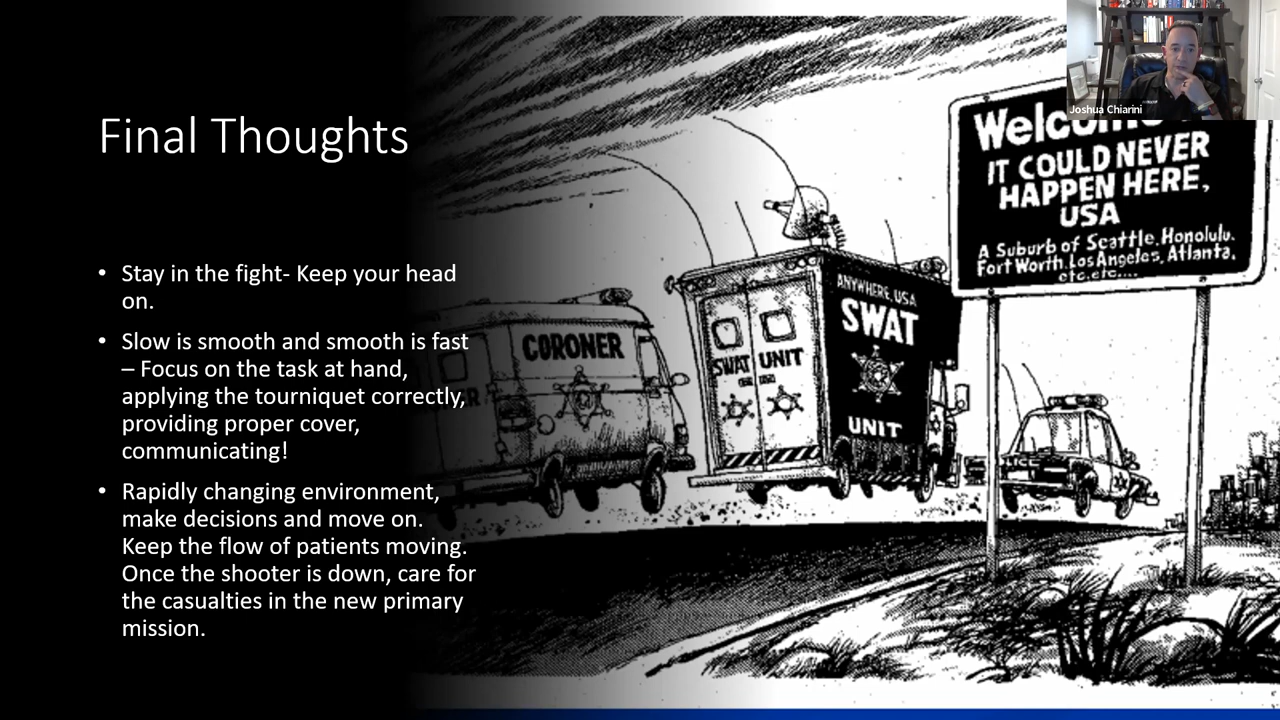 Joshua Chiarini
Final Thoughts
• Stay in the fight- Keep your head
on.
• Slow is smooth and smooth is fast
– Focus on the task at hand,
applying the tourniquet correctly,
providing proper cover,
communicating!
• Rapidly changing environment,
make decisions and move on.
Keep the flow of patients moving.
Once the shooter is down, care for
the casualties in the new primary
mission.
CORONER
SWAT UNIT
ANYWHERE, USA
SWAT
UNIT
IT COULD NEVER
HAPPEN HERE,
USA
A Suburb of Seattle, Honolulu,
Fort Worth, Los Angeles, Atlanta,
etc. etc....